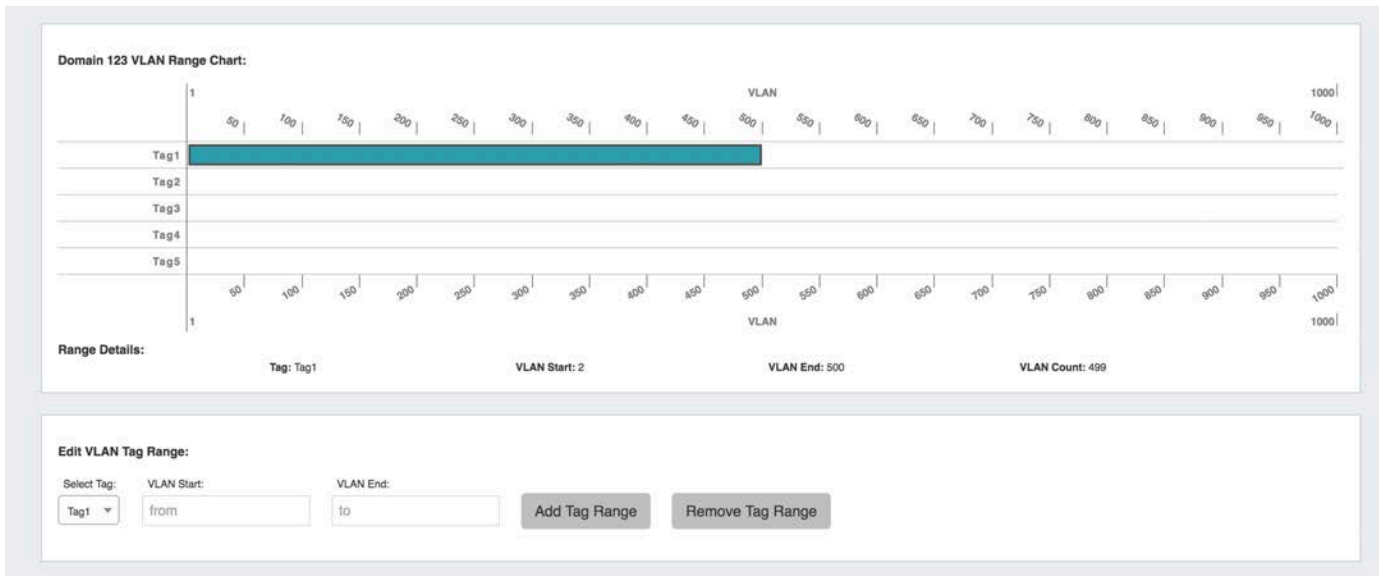 Domain 123 VLAN Range Chart:
1 VLAN 1000
50 100 150 200 250 300 350 400 450 500 550 600 650 700 750 800 850 900 950 1000
Tag1
Tag2
Tag3
Tag4
Tag5
50 100 150 200 250 300 350 400 450 500 550 600 650 700 750 800 850 900 950 1000
1 VLAN 1000
Range Details:
Tag: Tag1 VLAN Start: 2 VLAN End: 500 VLAN Count: 499
Edit VLAN Tag Range:
Select Tag: VLAN Start: VLAN End:
Tag1 from to Add Tag Range Remove Tag Range